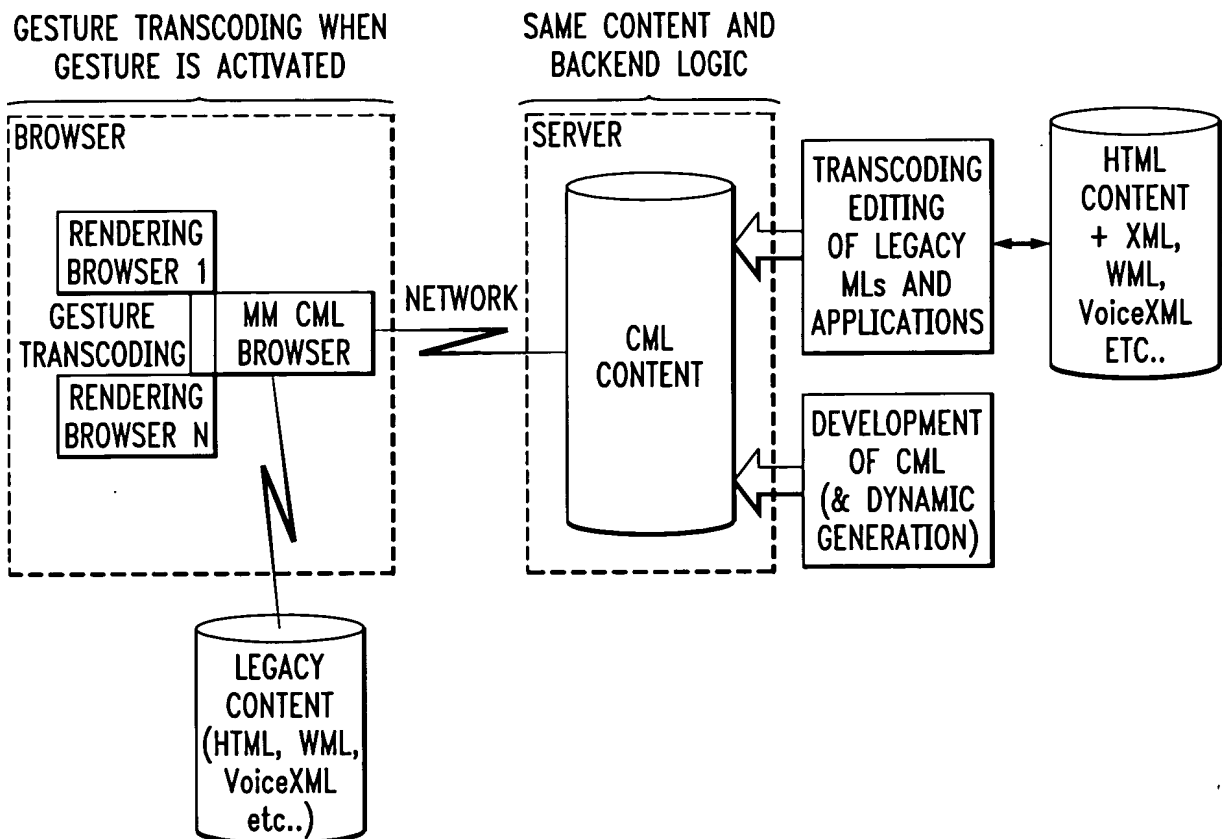 GESTURE TRANSCODING WHEN
GESTURE IS ACTIVATED
SAME CONTENT AND
BACKEND LOGIC
BROWSER
RENDERING
BROWSER 1
GESTURE
TRANSCODING
MM CML
BROWSER
RENDERING
BROWSER N
NETWORK
SERVER
CML
CONTENT
TRANSCODING
EDITING
OF LEGACY
MLs AND
APPLICATIONS
HTML
CONTENT
+ XML,
WML,
VoiceXML
ETC..
DEVELOPMENT
OF CML
(& DYNAMIC
GENERATION)
LEGACY
CONTENT
(HTML, WML,
VoiceXML
etc..)